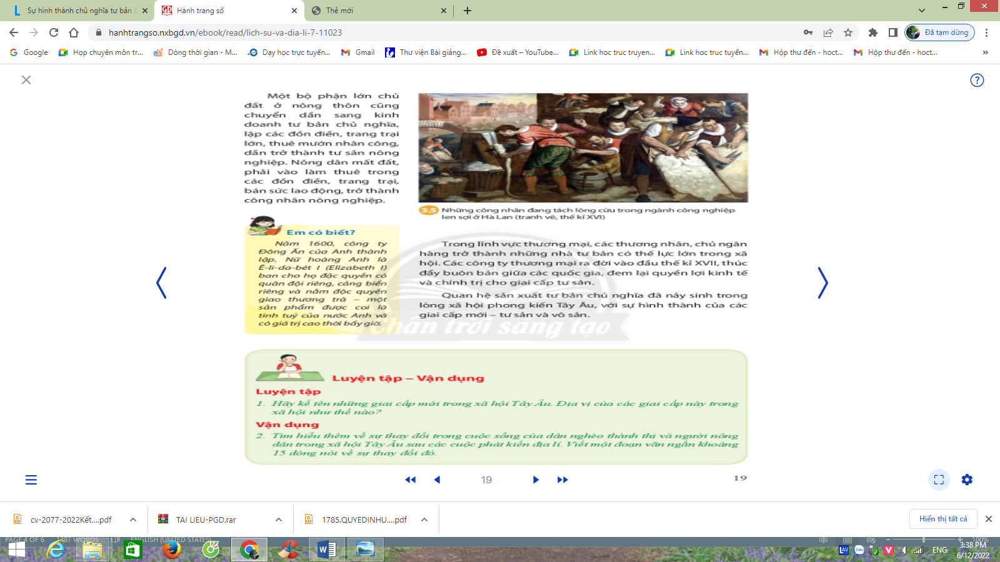 Sự hình thành chủ nghĩa tư bản
Hành trang số
Thẻ mới
hanhtrangso.nxbgd.vn/ebook/read/lich-su-va-dia-li-7-11023
Đã tạm dừng
Google
Họp chuyên môn tr...
Dòng thời gian - M...
Dạy học trực tuyến...
Gmail
Thư viện Bài giảng...
Đề xuất – YouTube...
Link hoc truc truyen...
Link hoc truc tuyến...
Hộp thư đến - hoct...
Hộp thư đến - hoct...
Một bộ phận lớn chủ
đất ở nông thôn cũng
chuyển dần sang kinh
doanh tư bản chủ nghĩa,
lập các đồn điền, trang trại
lớn, thuê mướn nhân công,
dần trở thành tư sản nông
nghiệp. Nông dân mất đất,
phải vào làm thuê trong
các đồn điền, trang trại,
bán sức lao động, trở thành
công nhân nông nghiệp.
3.5 Những công nhân đang tách lông cừu trong ngành công nghiệp
len sợi ở Hà Lan (tranh vẽ, thế kỉ XVI)
Em có biết?
Năm 1600, công ty
Đông Ấn của Anh thành
lập. Nữ hoàng Anh là
Ê-li-da-bét I (Elizabeth I)
ban cho họ đặc quyền có
quân đội riêng, cảng biển
riêng và nắm độc quyền
giao thương trà – một
sản phẩm được coi là
tinh tuý của nước Anh và
có giá trị cao thời bấy giờ.
Trong lĩnh vực thương mại, các thương nhân, chủ ngân
hàng trở thành những nhà tư bản có thế lực lớn trong xã
hội. Các công ty thương mại ra đời vào đầu thế kỉ XVII, thúc
đẩy buôn bán giữa các quốc gia, đem lại quyền lợi kinh tế
và chính trị cho giai cấp tư sản.
Quan hệ sản xuất tư bản chủ nghĩa đã nảy sinh trong
lòng xã hội phong kiến Tây Âu, với sự hình thành của các
giai cấp mới – tư sản và vô sản.
Chân trời sáng tạo
Luyện tập – Vận dụng
Luyện tập
1. Hãy kể tên những giai cấp mới trong xã hội Tây Âu. Địa vị của các giai cấp này trong
xã hội như thế nào?
Vận dụng
2. Tìm hiểu thêm về sự thay đổi trong cuộc sống của dân nghèo thành thị và người nông
dân trong xã hội Tây Âu sau các cuộc phát kiến địa lí. Viết một đoạn văn ngắn khoảng
15 dòng nói về sự thay đổi đó.
19
19
cv-2077-2022Kết....pdf
TAI LIEU-PGD.rar
1785.QUYEDINHU....pdf
Hiển thị tất cả
PAGE 4 OF 6 1787 WORDS ENGLISH (UNITED STATES)
100%
LAV
Zalo
ENG
3:38 PM
6/12/2022